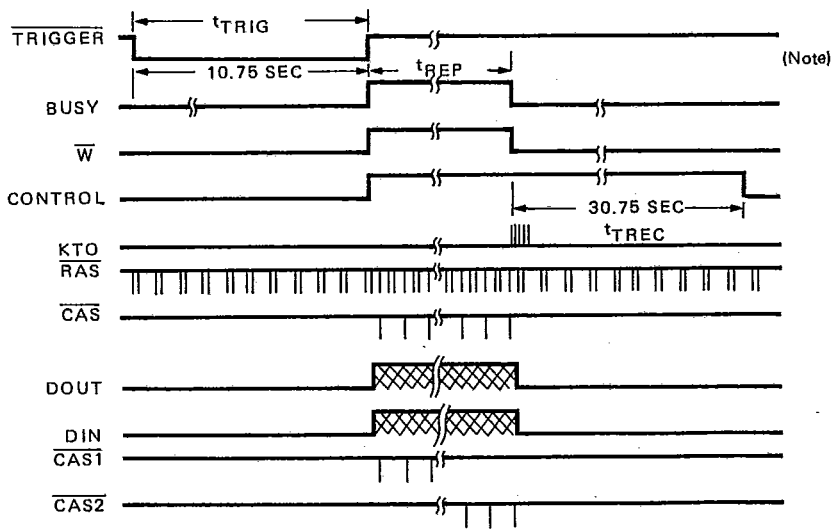 tTRIG
TRIGGER
(Note)
10.75 SEC
tREP
BUSY
W
CONTROL
30.75 SEC
KTO
tTREC
RAS
CAS
DOUT
DIN
CAS1
CAS2